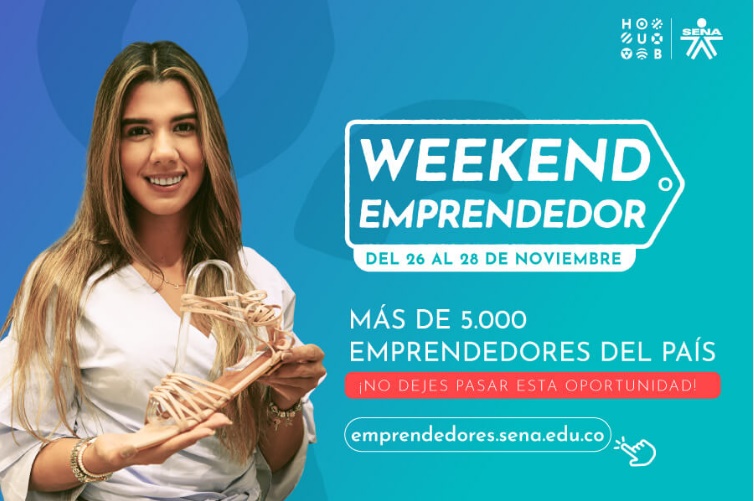 HUB
SENA
WEEKEND
EMPRENDEDOR
DEL 26 AL 28 DE NOVIEMBRE
MÁS DE 5.000
EMPRENDEDORES DEL PAÍS
¡NO DEJES PASAR ESTA OPORTUNIDAD!
emprendedores.sena.edu.co